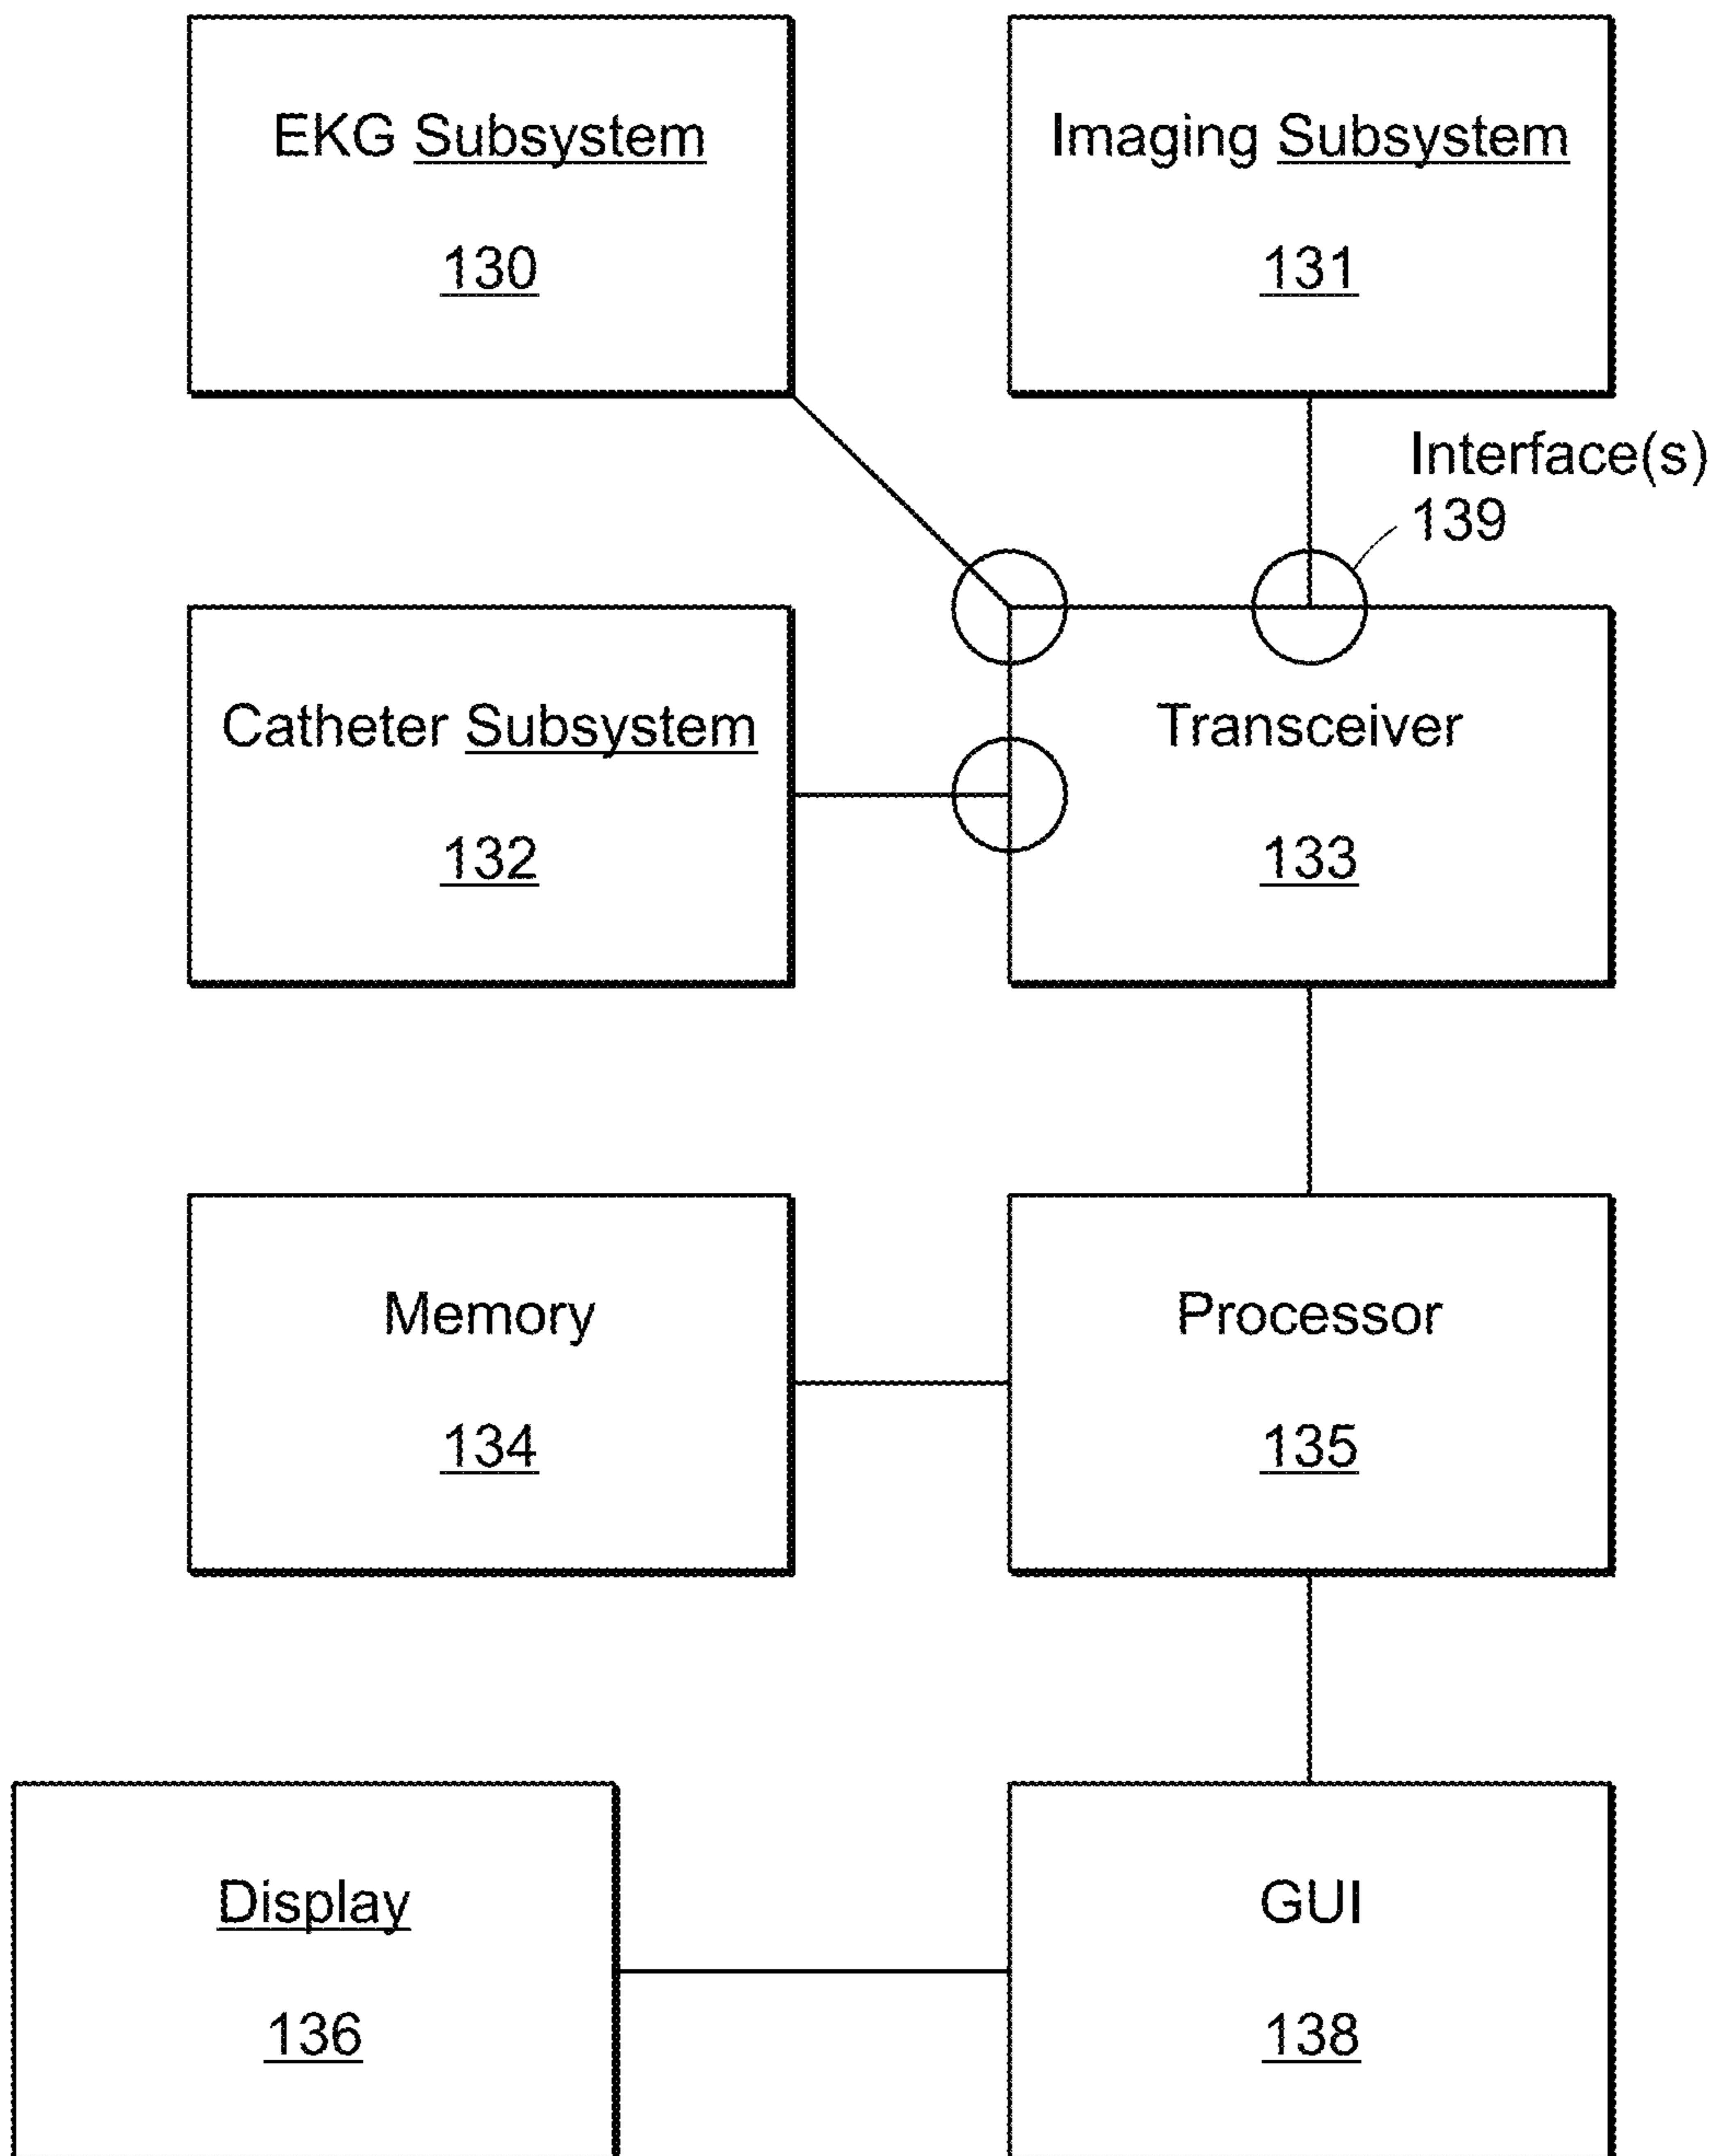 EKG Subsystem
130
Imaging Subsystem
131
Interface(s)
139
Catheter Subsystem
132
Transceiver
133
Memory
134
Processor
135
Display
136
GUI
138